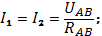 I₁ = I₂ = U_AB / R_AB;